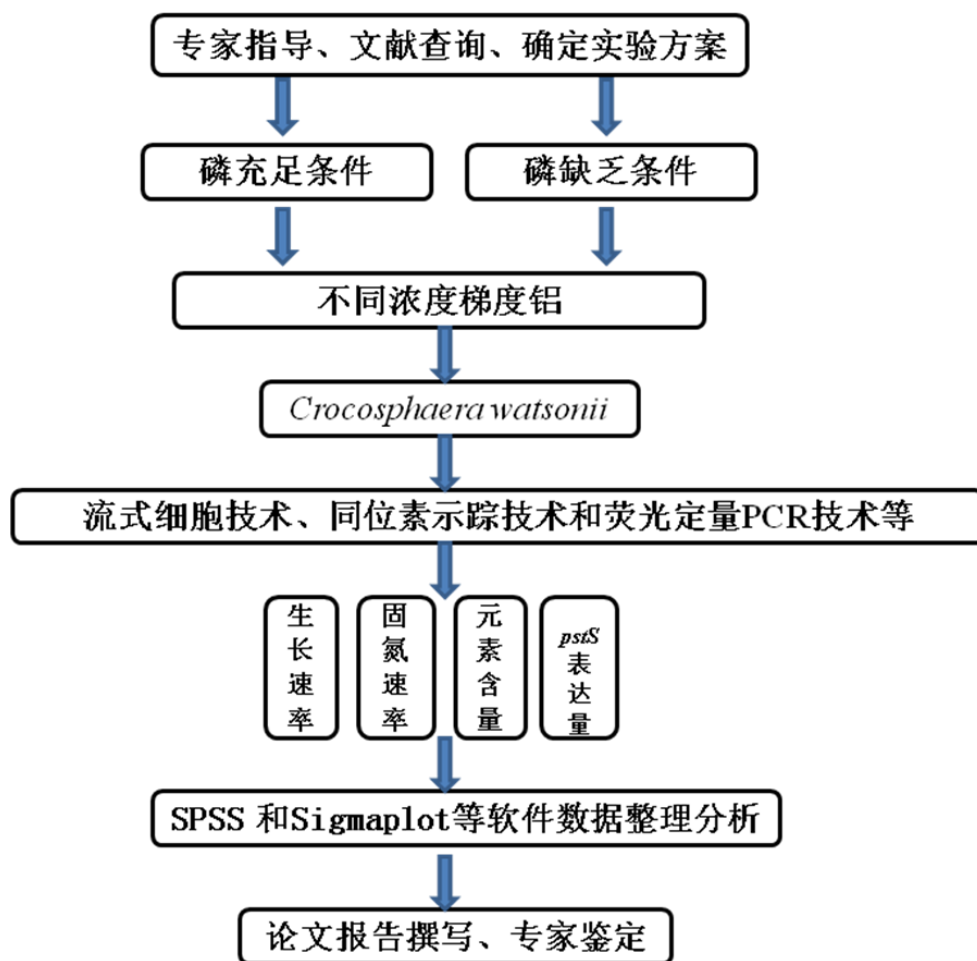 专家指导、文献查询、确定实验方案
磷充足条件
磷缺乏条件
不同浓度梯度铝
Crocosphaera watsonii
流式细胞技术、同位素示踪技术和荧光定量PCR技术等
生长速率
固氮速率
元素含量
pstS表达量
SPSS 和Sigmaplot等软件数据整理分析
论文报告撰写、专家鉴定